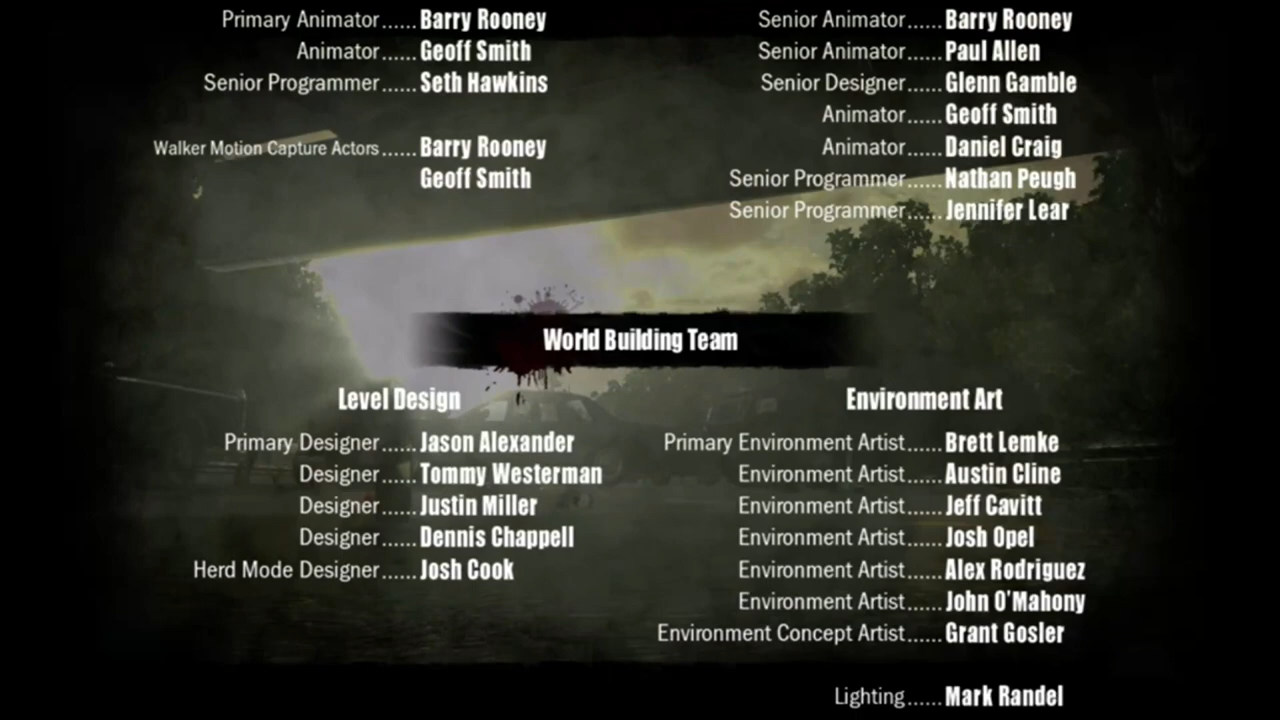 Primary Animator......Barry Rooney
Animator......Geoff Smith
Senior Programmer......Seth Hawkins
Walker Motion Capture Actors......Barry Rooney
Geoff Smith
Senior Animator......Barry Rooney
Senior Animator......Paul Allen
Senior Designer......Glenn Gamble
Animator......Geoff Smith
Animator......Daniel Craig
Senior Programmer......Nathan Peugh
Senior Programmer......Jennifer Lear
World Building Team
Level Design
Primary Designer......Jason Alexander
Designer......Tommy Westerman
Designer......Justin Miller
Designer......Dennis Chappell
Herd Mode Designer......Josh Cook
Environment Art
Primary Environment Artist......Brett Lemke
Environment Artist......Austin Cline
Environment Artist......Jeff Cavitt
Environment Artist......Josh Opel
Environment Artist......Alex Rodriguez
Environment Artist......John O'Mahony
Environment Concept Artist......Grant Gosler
Lighting......Mark Randel